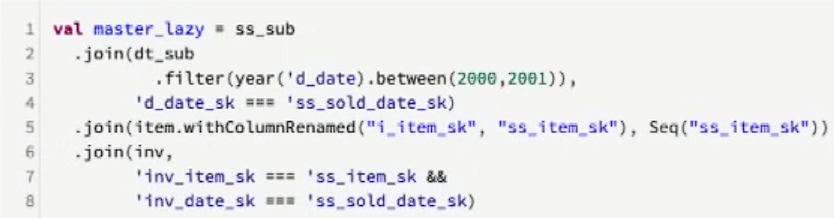 1 val master_lazy = ss_sub
2 .join(dt_sub
3 .filter(year('d_date).between(2000,2001)),
4 'd_date_sk === 'ss_sold_date_sk)
5 .join(item.withColumnRenamed("i_item_sk", "ss_item_sk"), Seq("ss_item_sk"))
6 .join(inv,
7 'inv_item_sk === 'ss_item_sk &&
8 'inv_date_sk === 'ss_sold_date_sk)